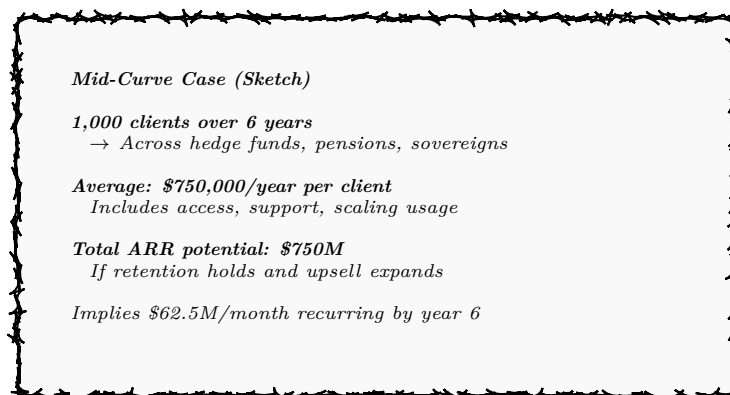 Mid-Curve Case (Sketch)
1,000 clients over 6 years
→ Across hedge funds, pensions, sovereigns
Average: $750,000/year per client
Includes access, support, scaling usage
Total ARR potential: $750M
If retention holds and upsell expands
Implies $62.5M/month recurring by year 6